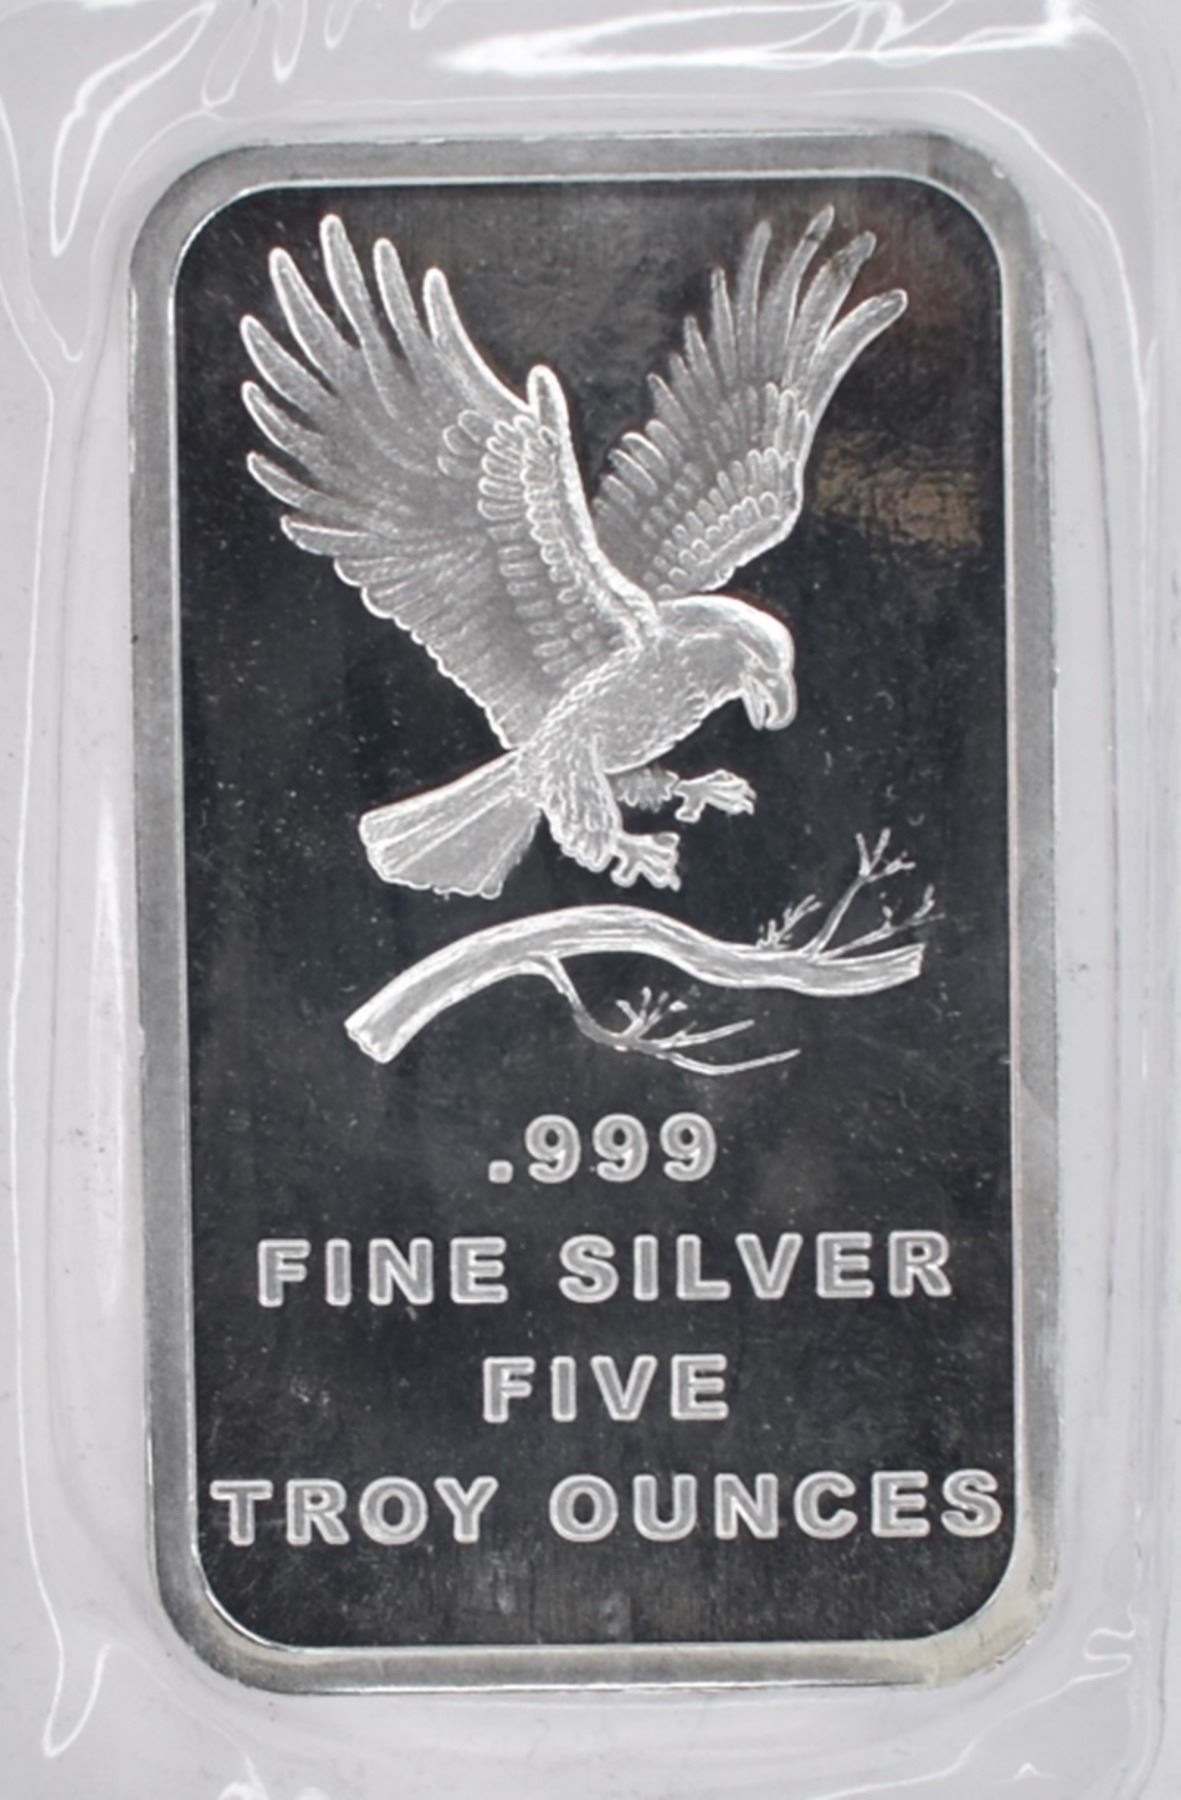 .999
FINE SILVER
FIVE
TROY OUNCES